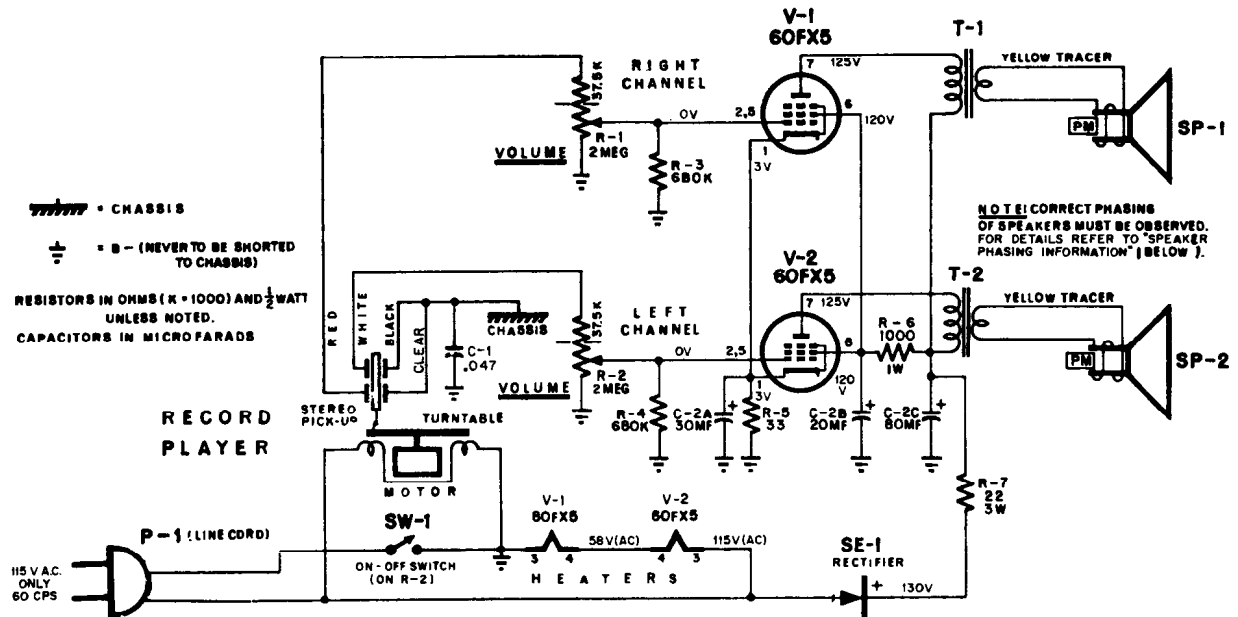 V-1
60FX5
T-1
7
125V
YELLOW TRACER
RIGHT
CHANNEL
37.5K
R-1
2MEG
VOLUME
0V
2,5
6
120V
1
3V
R-3
680K
PM
SP-1
= CHASSIS
= B- (NEVER TO BE SHORTED
TO CHASSIS)
RESISTORS IN OHMS (K = 1000) AND 1/2 WATT
UNLESS NOTED.
CAPACITORS IN MICROFARADS
NOTE: CORRECT PHASING
OF SPEAKERS MUST BE OBSERVED.
FOR DETAILS REFER TO "SPEAKER
PHASING INFORMATION" (BELOW).
RED
WHITE
BLACK
CLEAR
C-1
.047
CHASSIS
V-2
60FX5
T-2
7
125V
YELLOW TRACER
LEFT
CHANNEL
37.5K
R-2
2MEG
VOLUME
0V
2,5
6
120
V
1
3V
R-6
1000
1W
PM
SP-2
R-4
680K
C-2A
30MF
+
R-5
33
C-2B
20MF
+
C-2C
80MF
+
STEREO
PICK-UP
TURNTABLE
RECORD
PLAYER
MOTOR
R-7
22
3W
P-1 (LINE CORD)
115 V A.C.
ONLY
60 CPS
SW-1
ON-OFF SWITCH
(ON R-2)
V-1
60FX5
3
4
58V(AC)
V-2
60FX5
4
3
115V(AC)
HEATERS
SE-1
RECTIFIER
+
130V